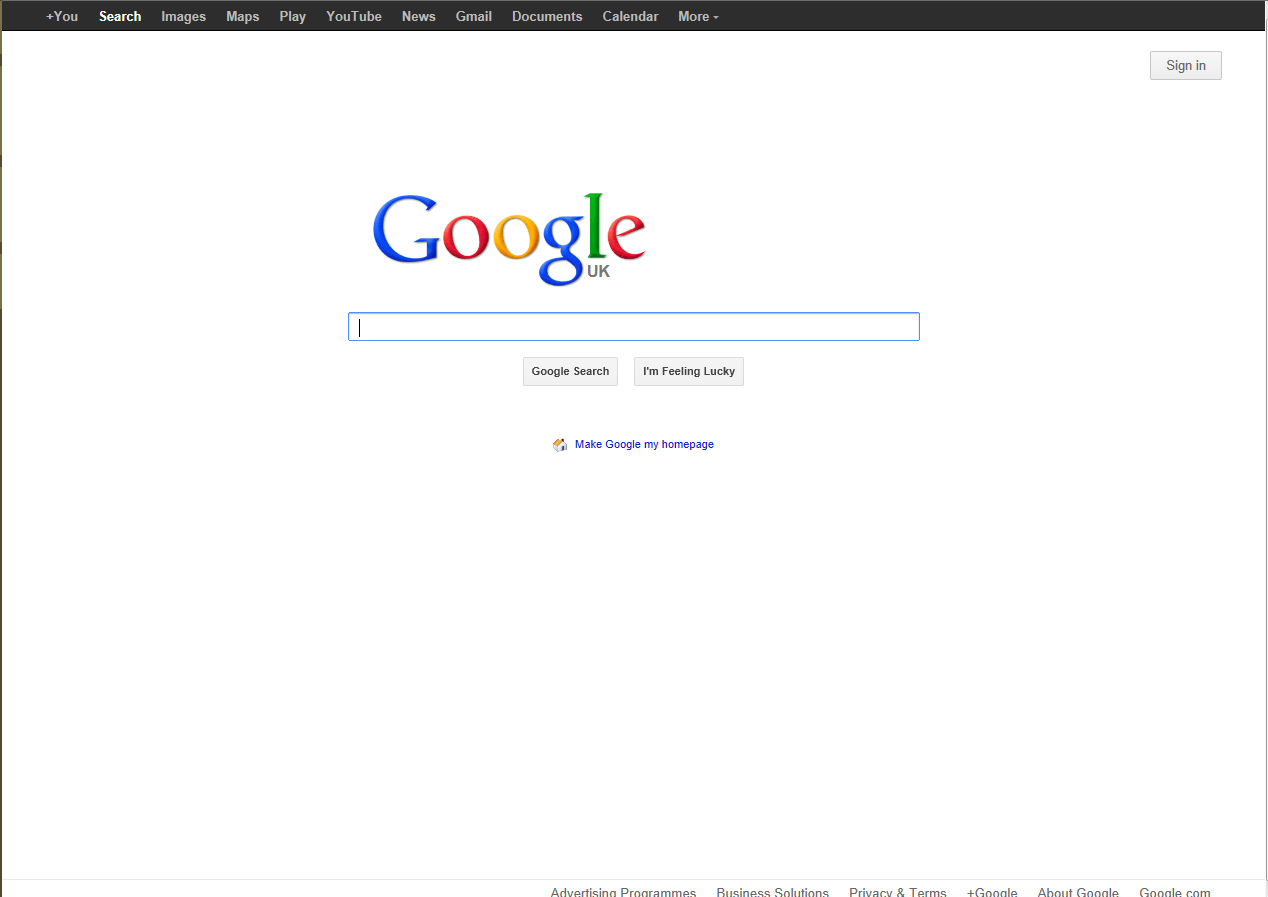 +You Search Images Maps Play YouTube News Gmail Documents Calendar More
Sign in
Google
UK
Google Search I'm Feeling Lucky
Make Google my homepage
Advertising Programmes Business Solutions Privacy & Terms +Google About Google Google.com